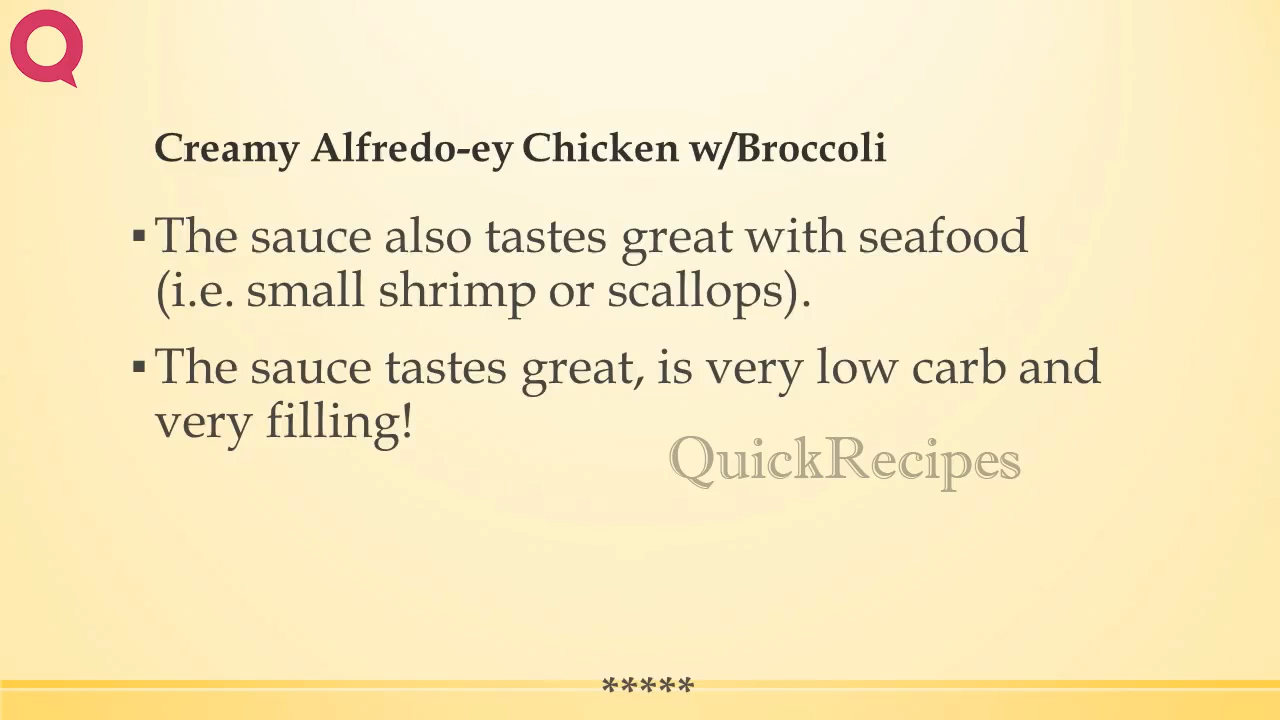 Creamy Alfredo-ey Chicken w/Broccoli
▪ The sauce also tastes great with seafood
(i.e. small shrimp or scallops).
▪ The sauce tastes great, is very low carb and
very filling!
QuickRecipes
*****